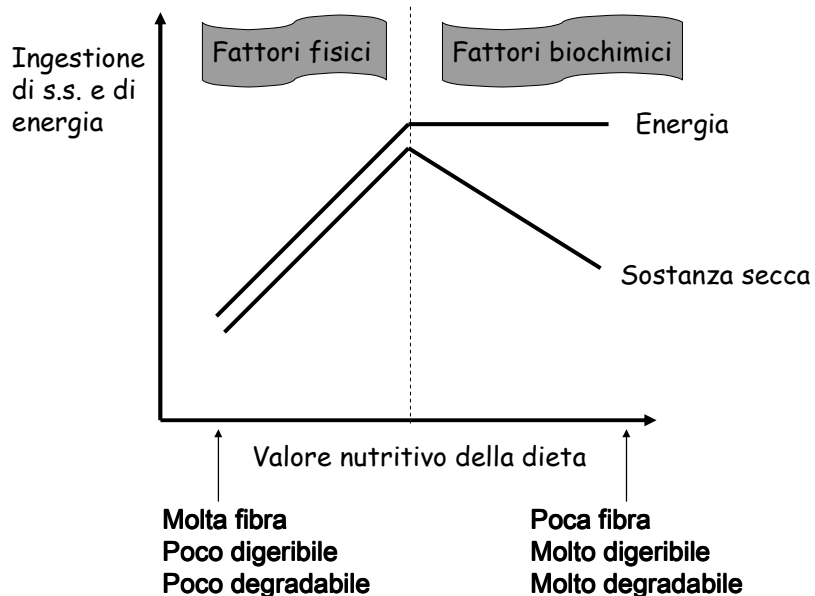 Fattori fisici
Fattori biochimici
Ingestione
di s.s. e di
energia
Energia
Sostanza secca
Valore nutritivo della dieta
Molta fibra
Poco digeribile
Poco degradabile
Poca fibra
Molto digeribile
Molto degradabile